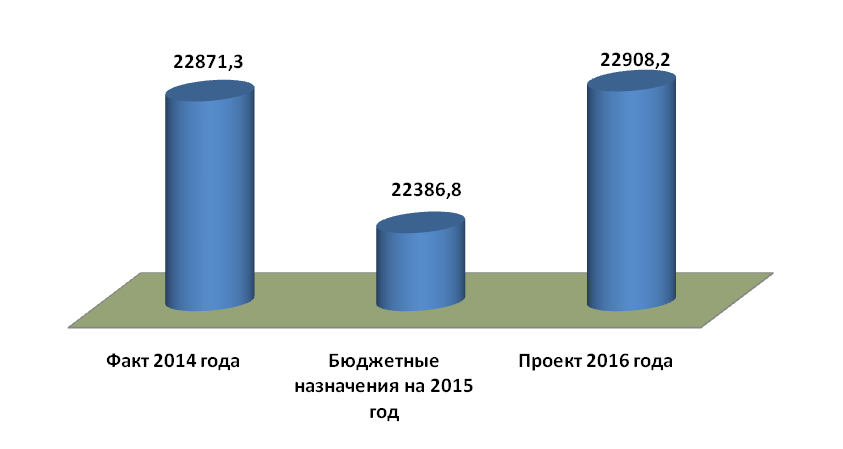 22871,3
22386,8
22908,2
Факт 2014 года
Бюджетные
назначения на 2015
год
Проект 2016 года